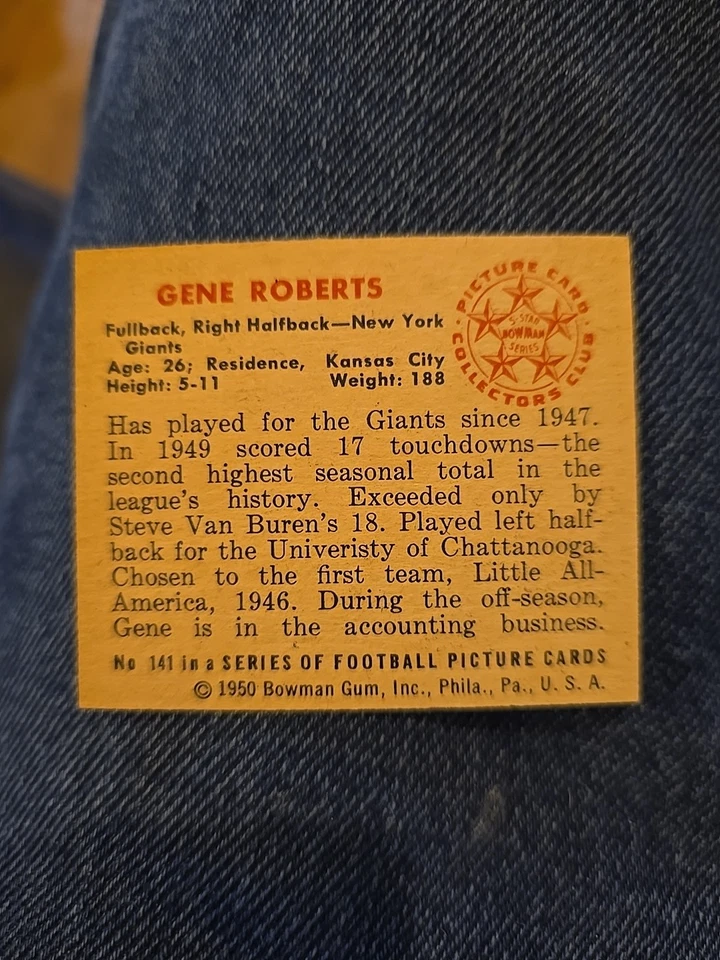 GENE ROBERTS
Fullback, Right Halfback—New York
Giants
Age: 26; Residence, Kansas City
Height: 5-11 Weight: 188
PICTURE CARD
COLLECTORS CLUB
5-STAR
BOWMAN
SERIES
Has played for the Giants since 1947.
In 1949 scored 17 touchdowns—the
second highest seasonal total in the
league's history. Exceeded only by
Steve Van Buren's 18. Played left half-
back for the Univeristy of Chattanooga.
Chosen to the first team, Little All-
America, 1946. During the off-season,
Gene is in the accounting business.
No 141 in a SERIES OF FOOTBALL PICTURE CARDS
© 1950 Bowman Gum, Inc., Phila., Pa., U. S. A.